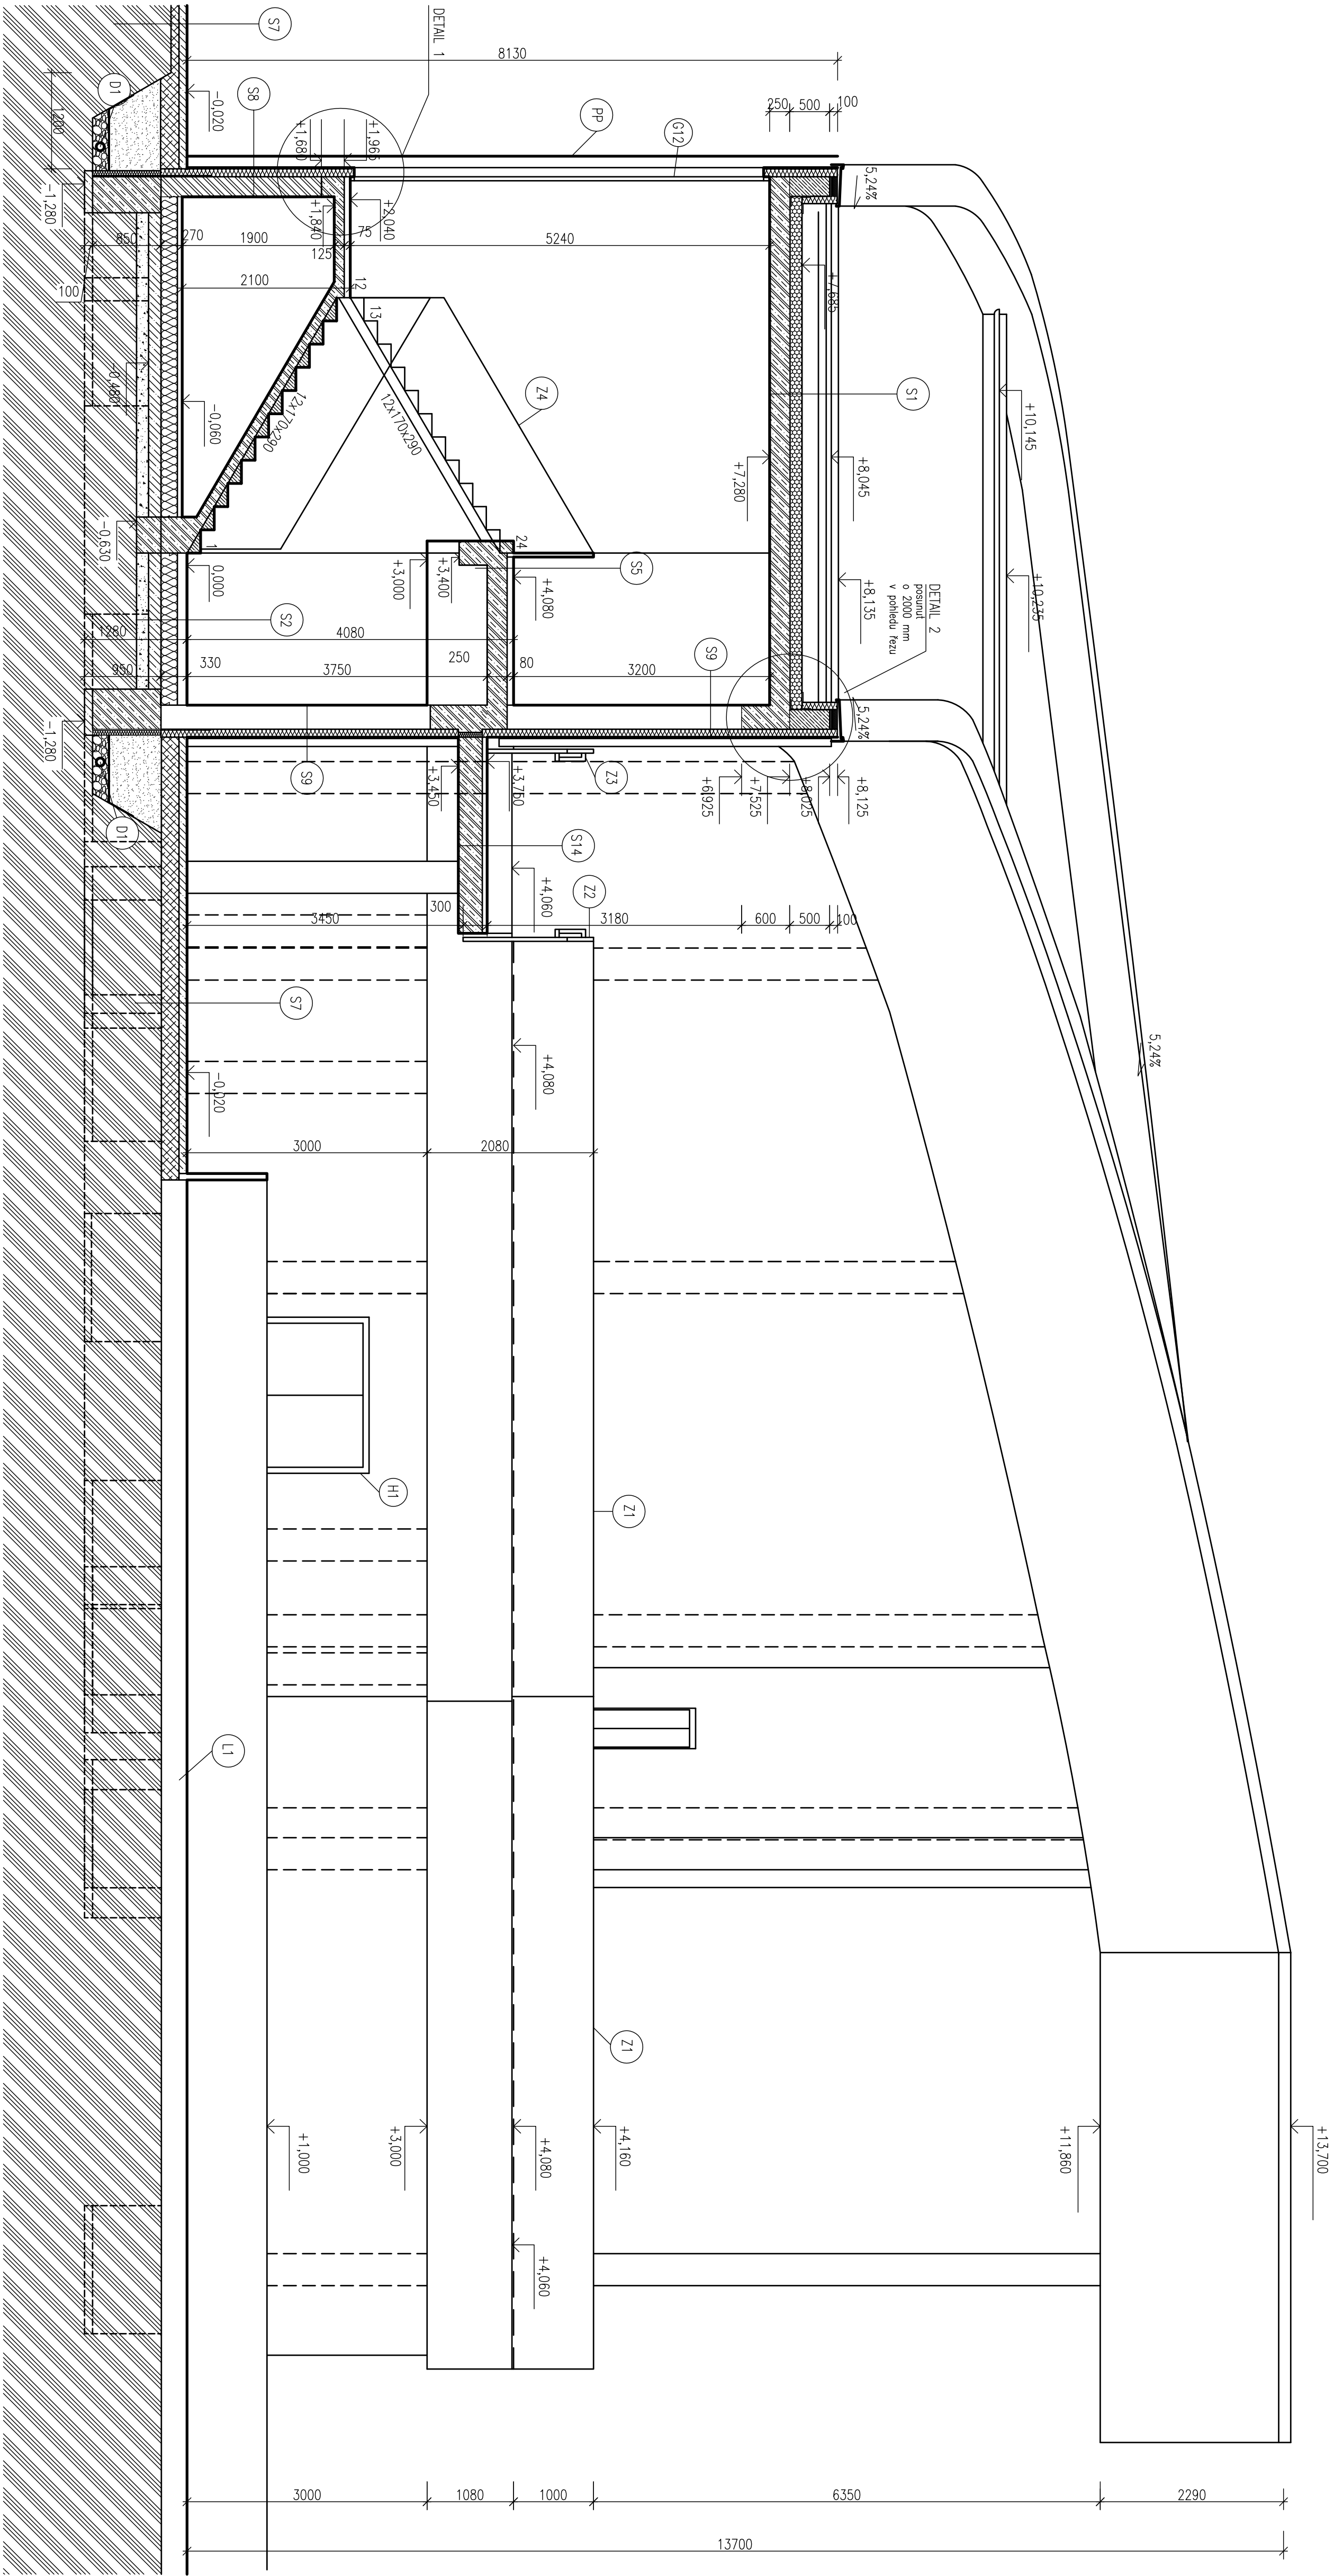 S7
8130
DETAIL 1
D1
1200
-0,020
S8
PP
G12
250
500
100
+1,680
+1,965
5,24%
-1,280
850
270
1900
+1,840
+2,040
75
125
5240
+7,685
100
2100
12
13
-0,480
-0,060
12x170x290
12x170x290
Z4
S1
+10,145
+7,280
+8,045
-0,630
1
0,000
24
+3,000
+3,400
S5
+4,080
+8,135
+10,235
DETAIL 2
posunut
o 2000 mm
v pohledu řezu
1280
S2
4080
950
330
3750
250
80
3200
S9
-1,280
5,24%
S9
+3,450
+3,750
Z3
+6925
+7,525
+8,025
+8,125
D1
S14
+4,060
Z2
3450
300
3180
600
500
100
S7
+4,080
-0,020
5,24%
3000
2080
H1
Z1
L1
Z1
+1,000
+3,000
+4,080
+4,160
+11,860
+13,700
+4,060
3000
1080
1000
6350
2290
13700